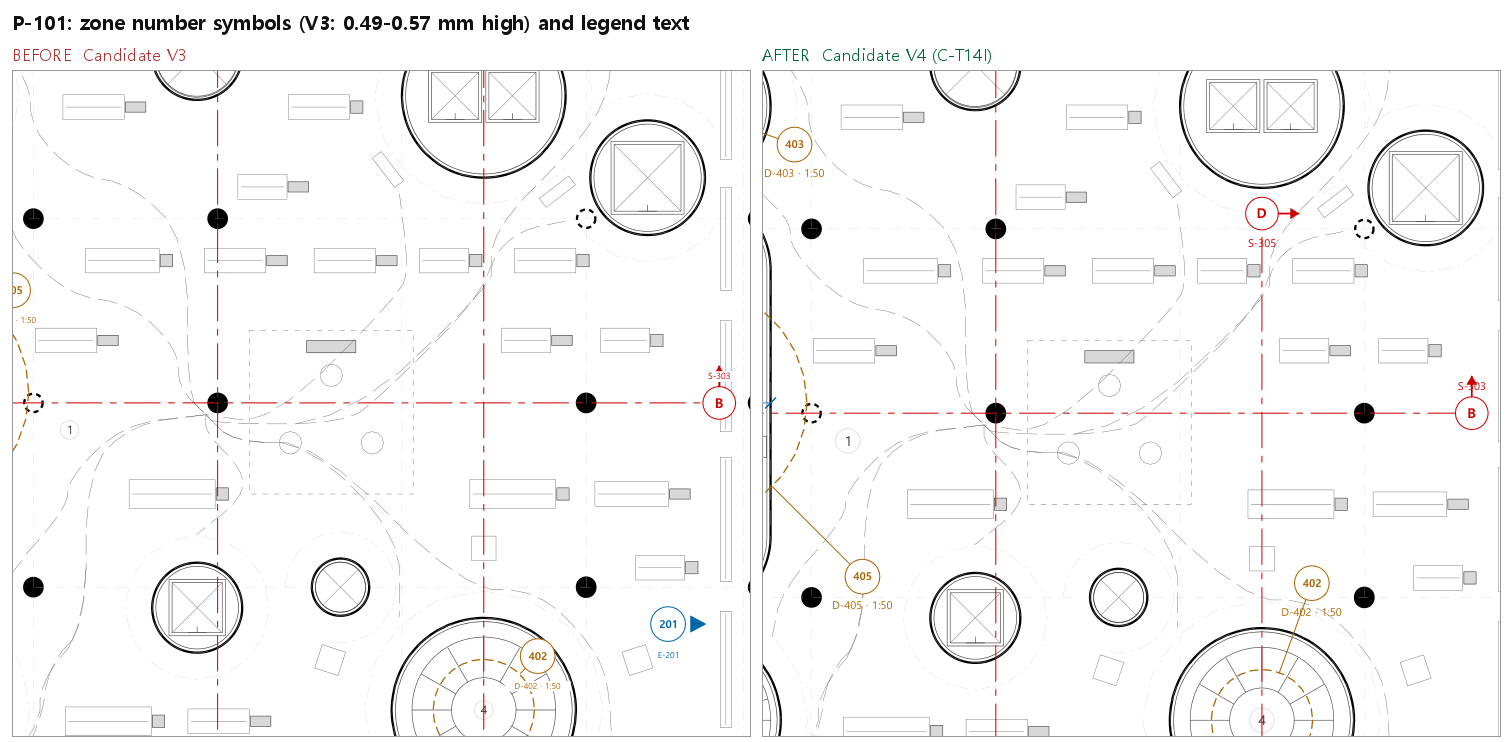 P-101: zone number symbols (V3: 0.49-0.57 mm high) and legend text
BEFORE Candidate V3
05
· 1:50
1
S-303
B
201
E-201
402
D-402 · 1:50
4
AFTER Candidate V4 (C-T14I)
403
D-403 · 1:50
D
S-305
S-303
B
1
405
D-405 · 1:50
402
D-402 · 1:50
4